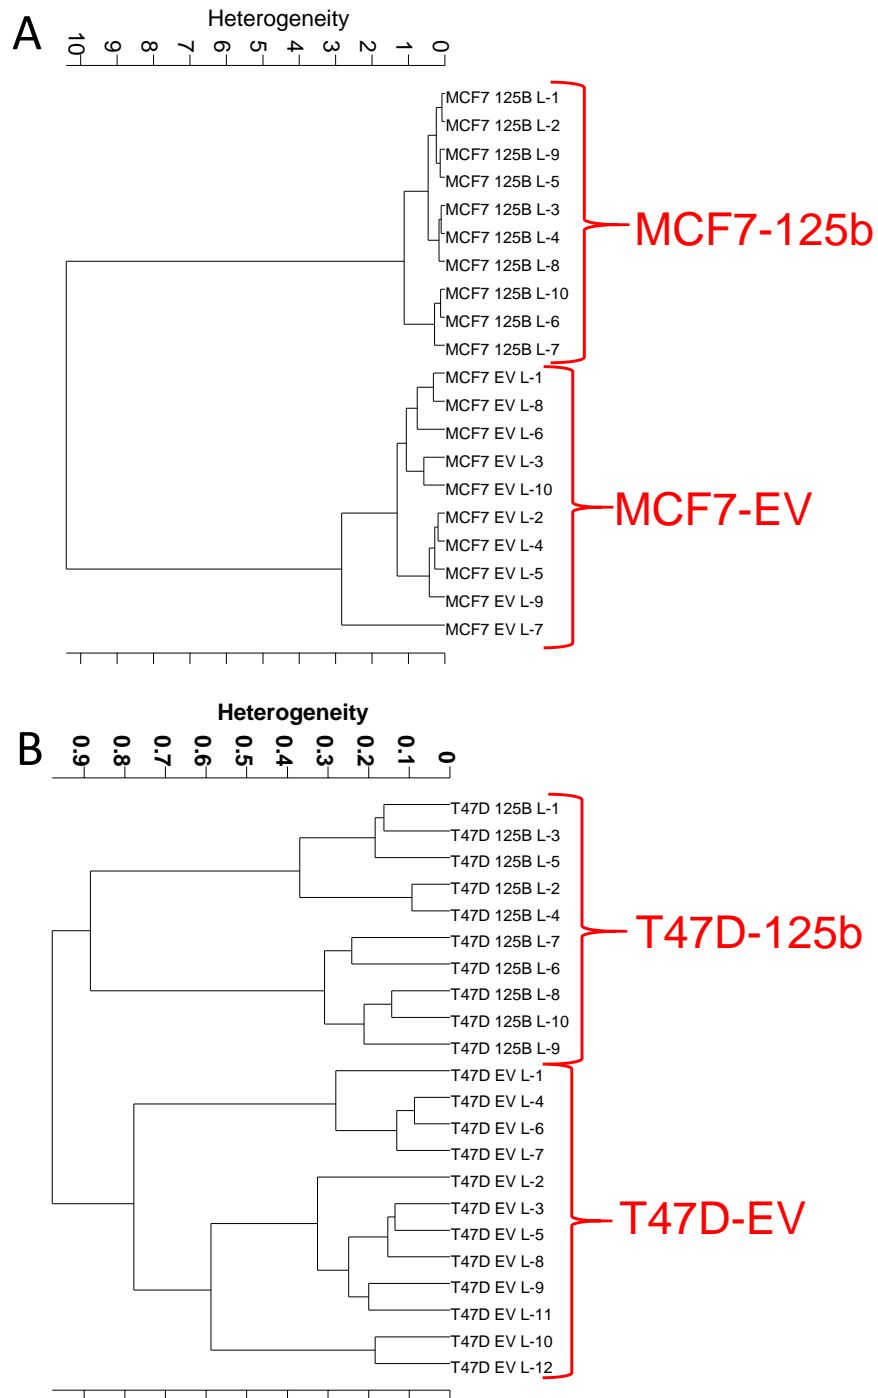 A
Heterogeneity
10 9 8 7 6 5 4 3 2 1 0
MCF7 125B L-1
MCF7 125B L-2
MCF7 125B L-9
MCF7 125B L-5
MCF7 125B L-3
MCF7 125B L-4
MCF7 125B L-8
MCF7 125B L-10
MCF7 125B L-6
MCF7 125B L-7
MCF7-125b
MCF7 EV L-1
MCF7 EV L-8
MCF7 EV L-6
MCF7 EV L-3
MCF7 EV L-10
MCF7 EV L-2
MCF7 EV L-4
MCF7 EV L-5
MCF7 EV L-9
MCF7 EV L-7
MCF7-EV
B
Heterogeneity
0.9 0.8 0.7 0.6 0.5 0.4 0.3 0.2 0.1 0
T47D 125B L-1
T47D 125B L-3
T47D 125B L-5
T47D 125B L-2
T47D 125B L-4
T47D 125B L-7
T47D 125B L-6
T47D 125B L-8
T47D 125B L-10
T47D 125B L-9
T47D-125b
T47D EV L-1
T47D EV L-4
T47D EV L-6
T47D EV L-7
T47D EV L-2
T47D EV L-3
T47D EV L-5
T47D EV L-8
T47D EV L-9
T47D EV L-11
T47D EV L-10
T47D EV L-12
T47D-EV